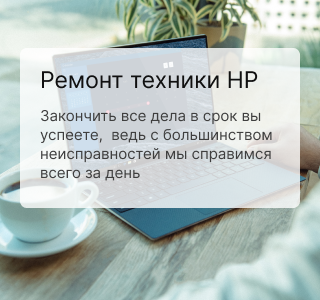 Ремонт техники HP
Закончить все дела в срок вы
успеете,  ведь с большинством
неисправностей мы справимся
всего за день